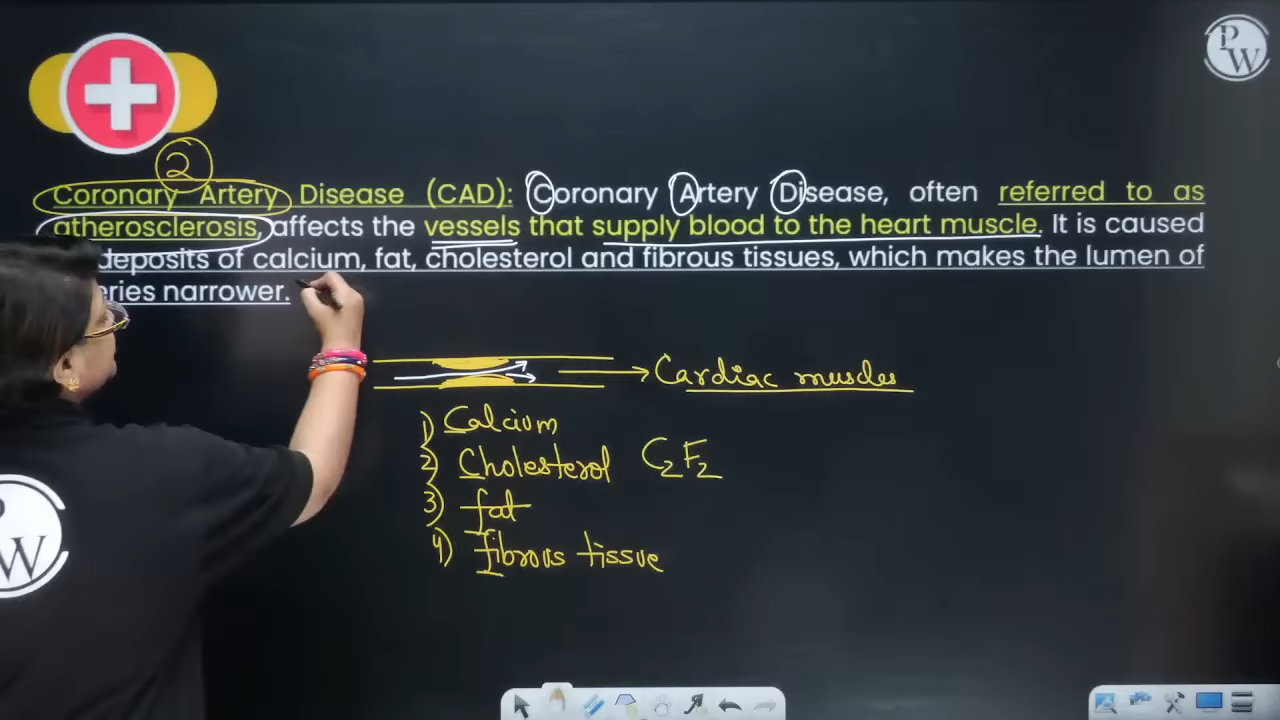 PW
2
Coronary Artery Disease (CAD): Coronary Artery Disease, often referred to as
atherosclerosis, affects the vessels that supply blood to the heart muscle. It is caused
deposits of calcium, fat, cholesterol and fibrous tissues, which makes the lumen of
eries narrower.
Cardiac muscles
1) Calcium
2) Cholesterol C2F2
3) fat
4) fibrous tissue
W